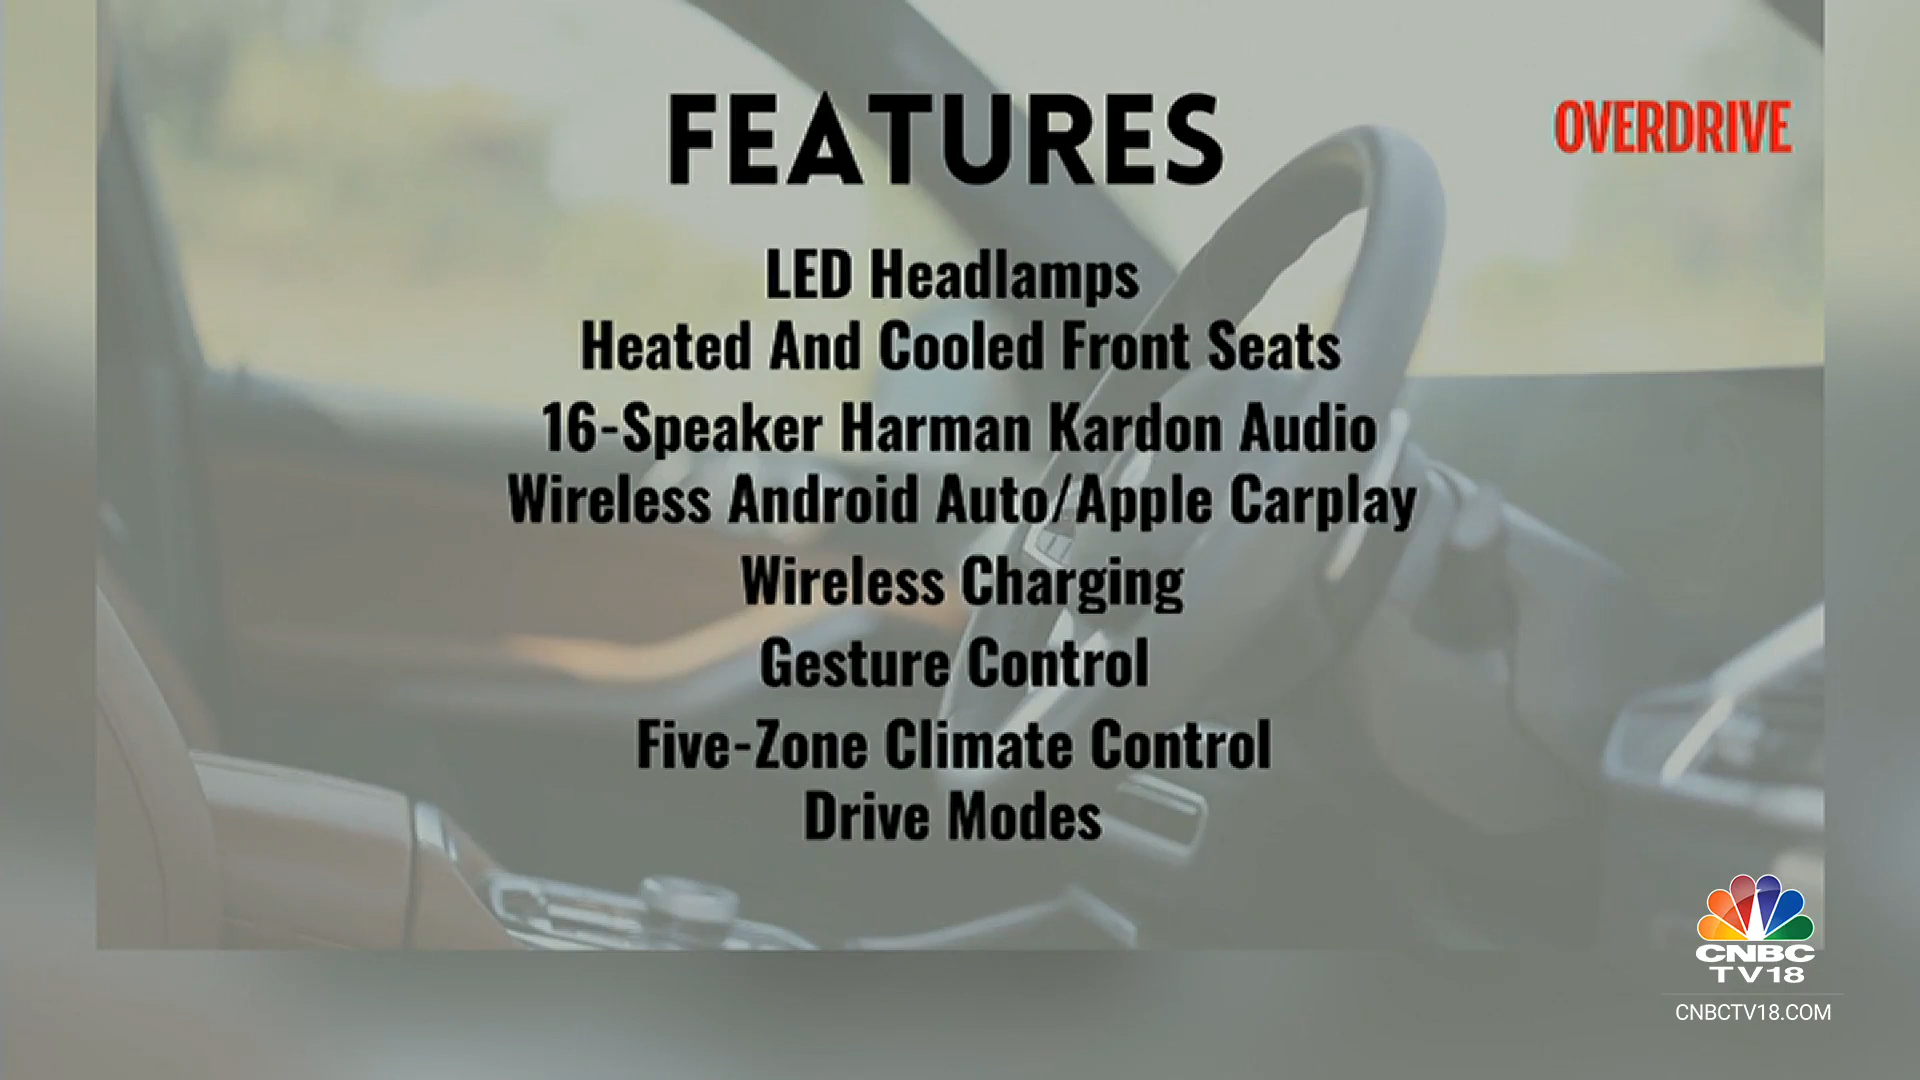 FEATURES
OVERDRIVE
LED Headlamps
Heated And Cooled Front Seats
16-Speaker Harman Kardon Audio
Wireless Android Auto/Apple Carplay
Wireless Charging
Gesture Control
Five-Zone Climate Control
Drive Modes
CNBC
TV18
CNBCTV18.COM